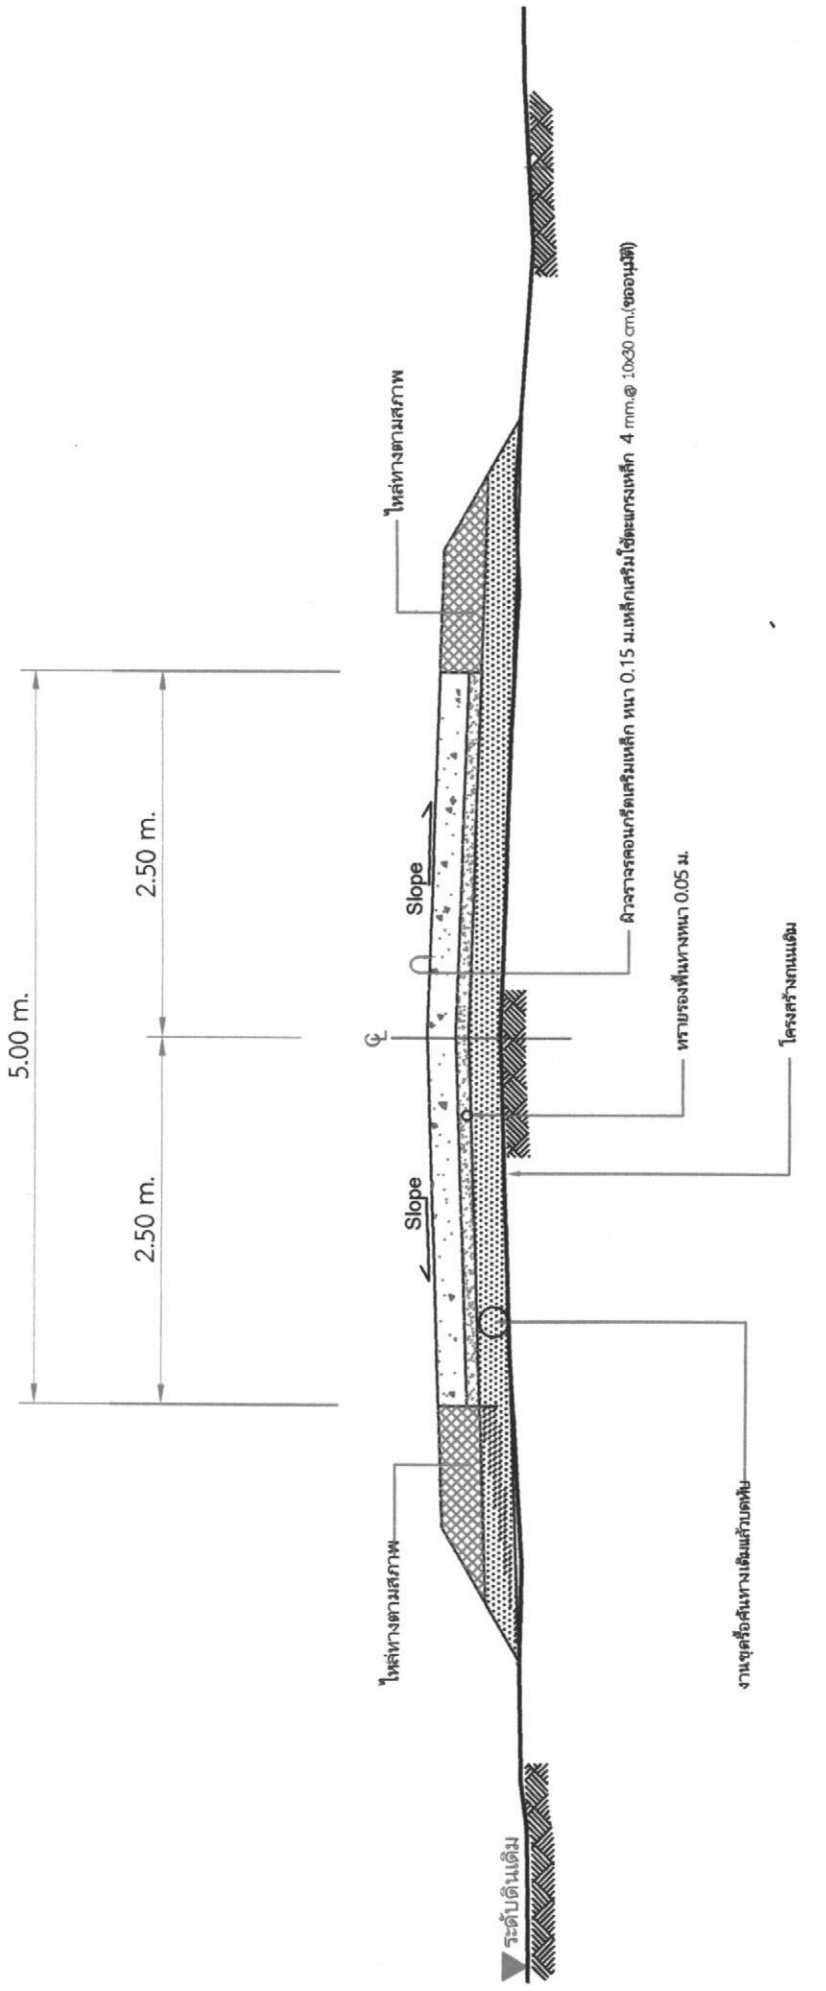 5.00 m.
2.50 m.
2.50 m.
ไหล่ทางตามสภาพ
ไหล่ทางตามสภาพ
℄
Slope
Slope
ระดับดินเดิม
ผิวจราจรคอนกรีตเสริมเหล็ก หนา 0.15 ม.เหล็กเสริมใช้ตะแกรงเหล็ก 4 mm.@ 10x30 cm.(ขออนุมัติ)
ทรายรองพื้นทางหนา 0.05 ม.
งานขุดรื้อคันทางเดิมแล้วบดทับ
โครงสร้างถนนเดิม